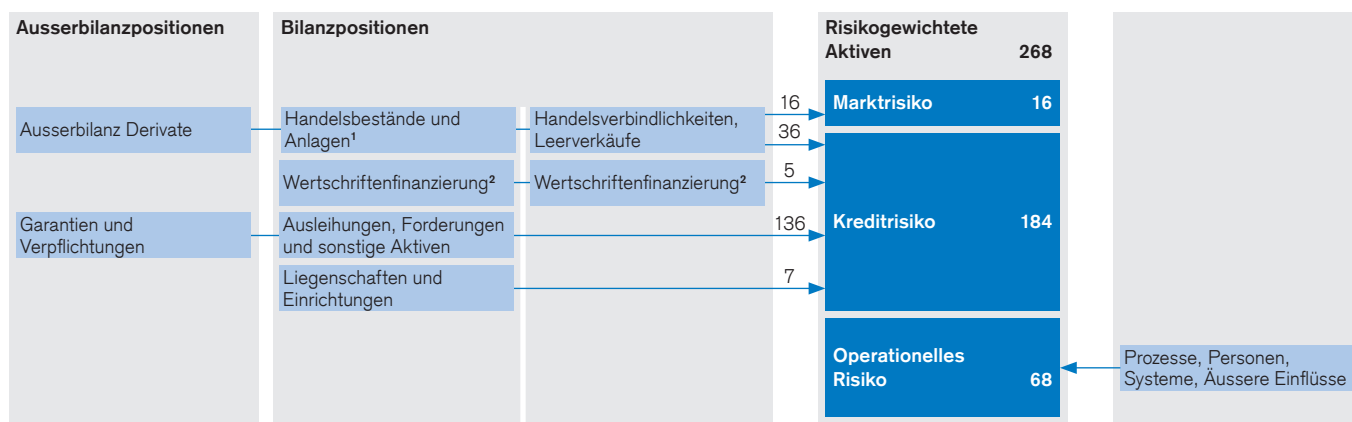 Ausserbilanzpositionen
Bilanzpositionen
Risikogewichtete
Aktiven 268
Ausserbilanz Derivate
Handelsbestände und
Anlagen¹
Handelsverbindlichkeiten,
Leerverkäufe
16
36
Marktrisiko 16
Wertschriftenfinanzierung²
Wertschriftenfinanzierung²
5
Garantien und
Verpflichtungen
Ausleihungen, Forderungen
und sonstige Aktiven
136
Kreditrisiko 184
Liegenschaften und
Einrichtungen
7
Operationelles
Risiko 68
Prozesse, Personen,
Systeme, Äussere Einflüsse